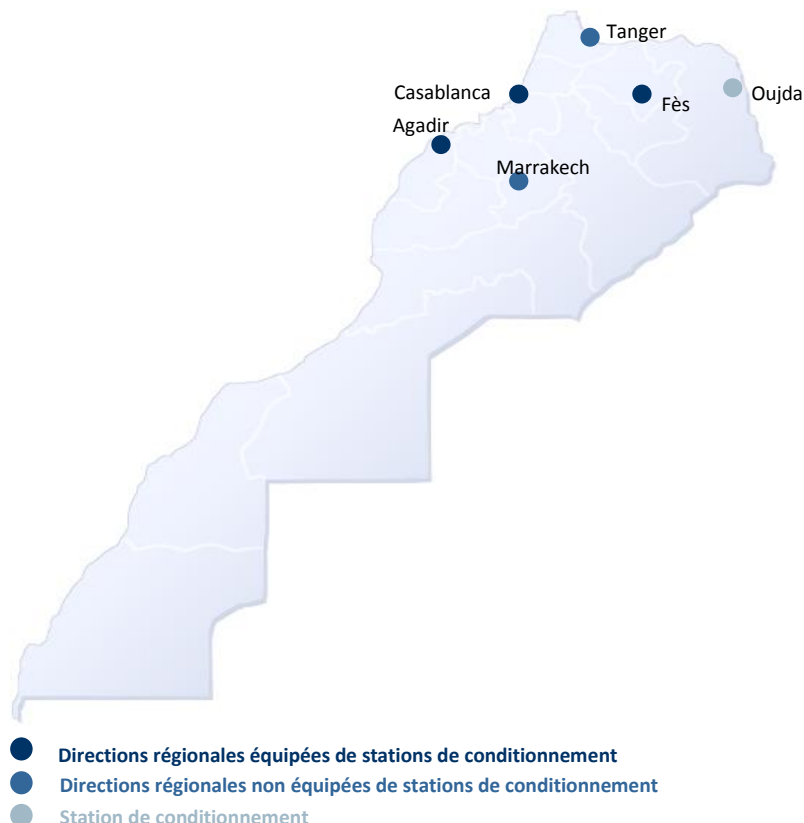 Tanger
Casablanca
Oujda
Fès
Agadir
Marrakech
Directions régionales équipées de stations de conditionnement
Directions régionales non équipées de stations de conditionnement
Station de conditionnement